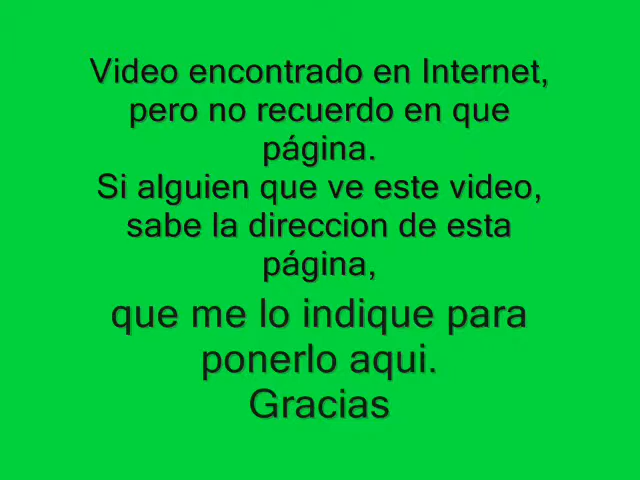 Video encontrado en Internet,
pero no recuerdo en que
página.
Si alguien que ve este video,
sabe la direccion de esta
página,
que me lo indique para
ponerlo aqui.
Gracias